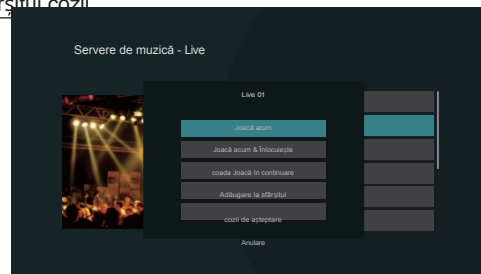 rșitul cozii
Servere de muzică - Live
Live 01
Joacă acum
Joacă acum & Înlocuiește
coada Joacă în continuare
Adăugare la sfârșitul
cozii de așteptare
Anulare